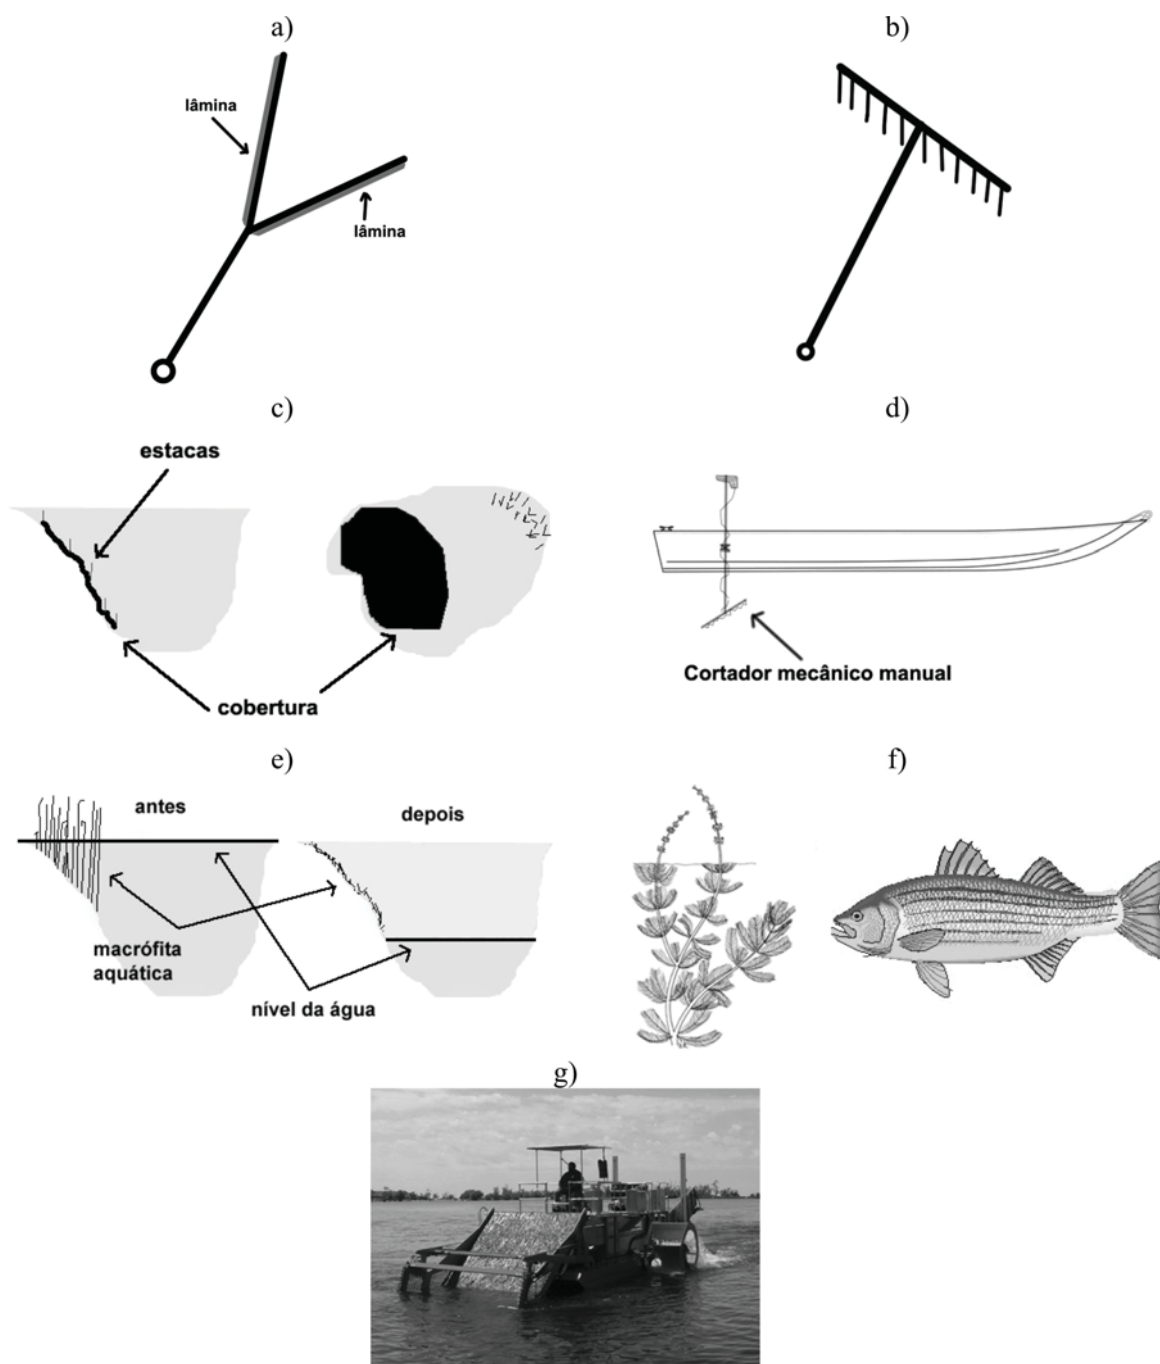 a)
b)
lâmina
lâmina
c)
d)
estacas
cobertura
Cortador mecânico manual
e)
f)
antes
depois
macrófita
aquática
nível da água
g)